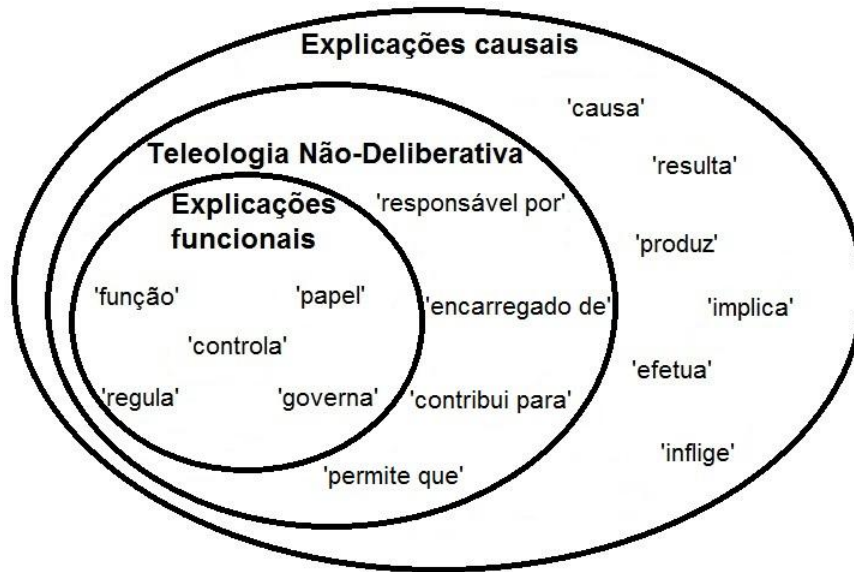 Explicações causais
'causa'
Teleologia Não-Deliberativa
'resulta'
Explicações
funcionais
'responsável por'
'produz'
'função'
'papel'
'encarregado de'
'implica'
'controla'
'efetua'
'regula'
'governa'
'contribui para'
'inflige'
'permite que'